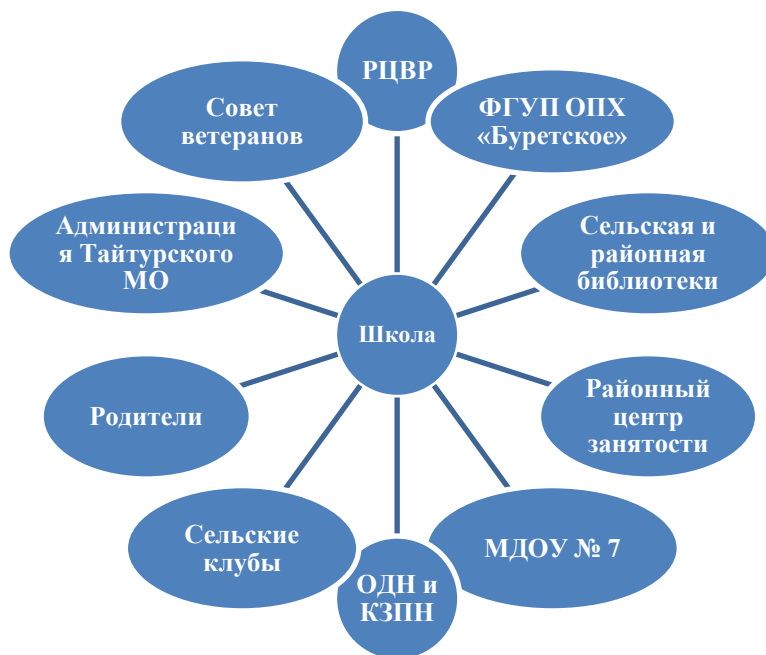 РЦВР
Совет
ветеранов
ФГУП ОПХ
«Буретское»
Администраци
я Тайтурского
МО
Сельская и
районная
библиотеки
Школа
Родители
Районный
центр
занятости
Сельские
клубы
МДОУ № 7
ОДН и
КЗПН